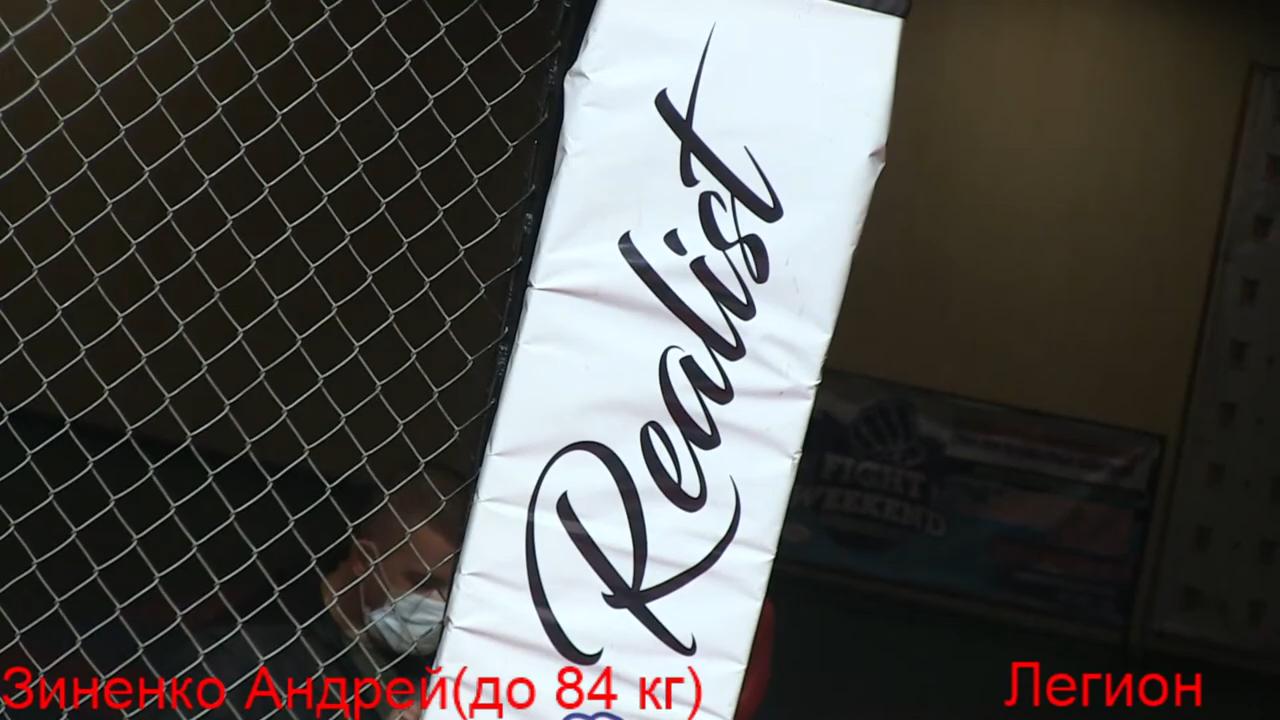 Realist
FIGHT
WEEKEND
Зиненко Андрей(до 84 кг)
Легион